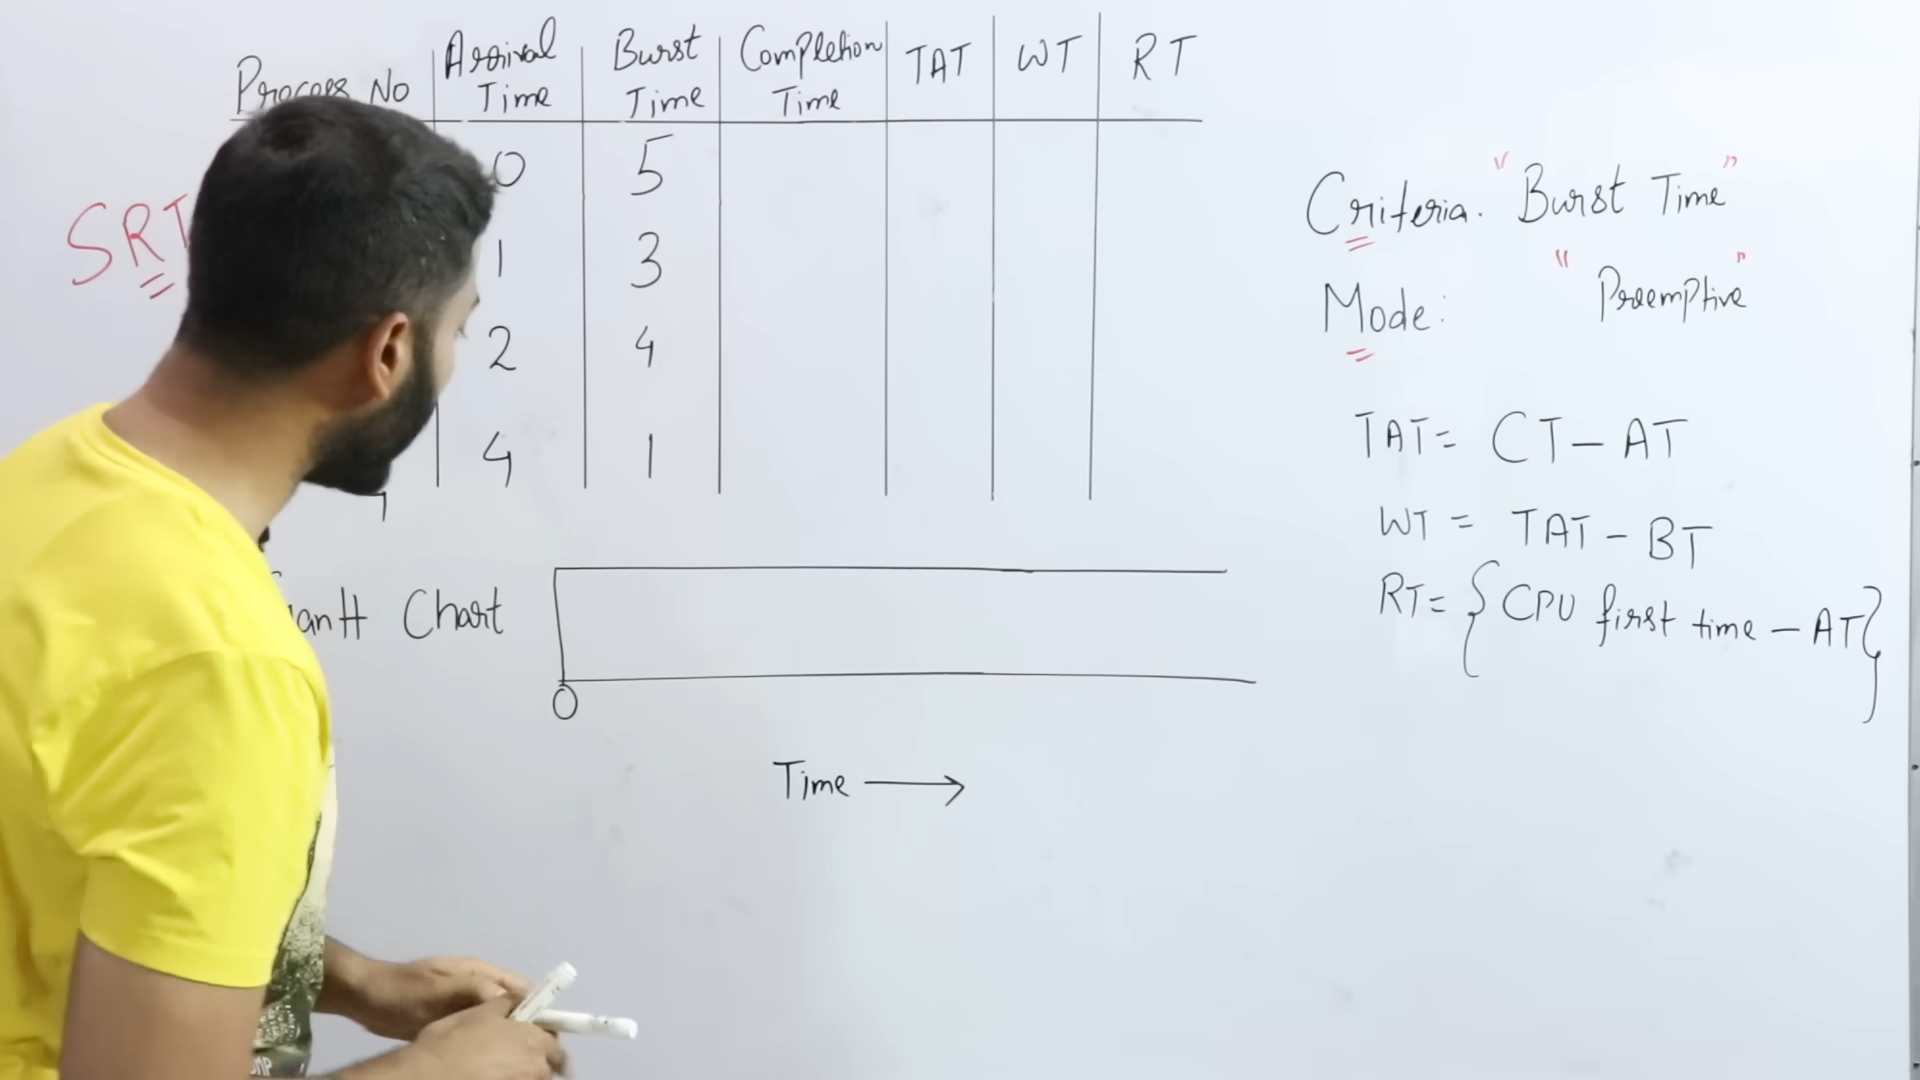 Process No Arrival Time Burst Time Completion Time TAT WT RT
0 5
SRT 1 3
2 4
4 1
Gantt Chart
0
Time →
Criteria. "Burst Time"
Mode: "Preemptive"
TAT = CT - AT
WT = TAT - BT
RT = {CPU first time - AT}